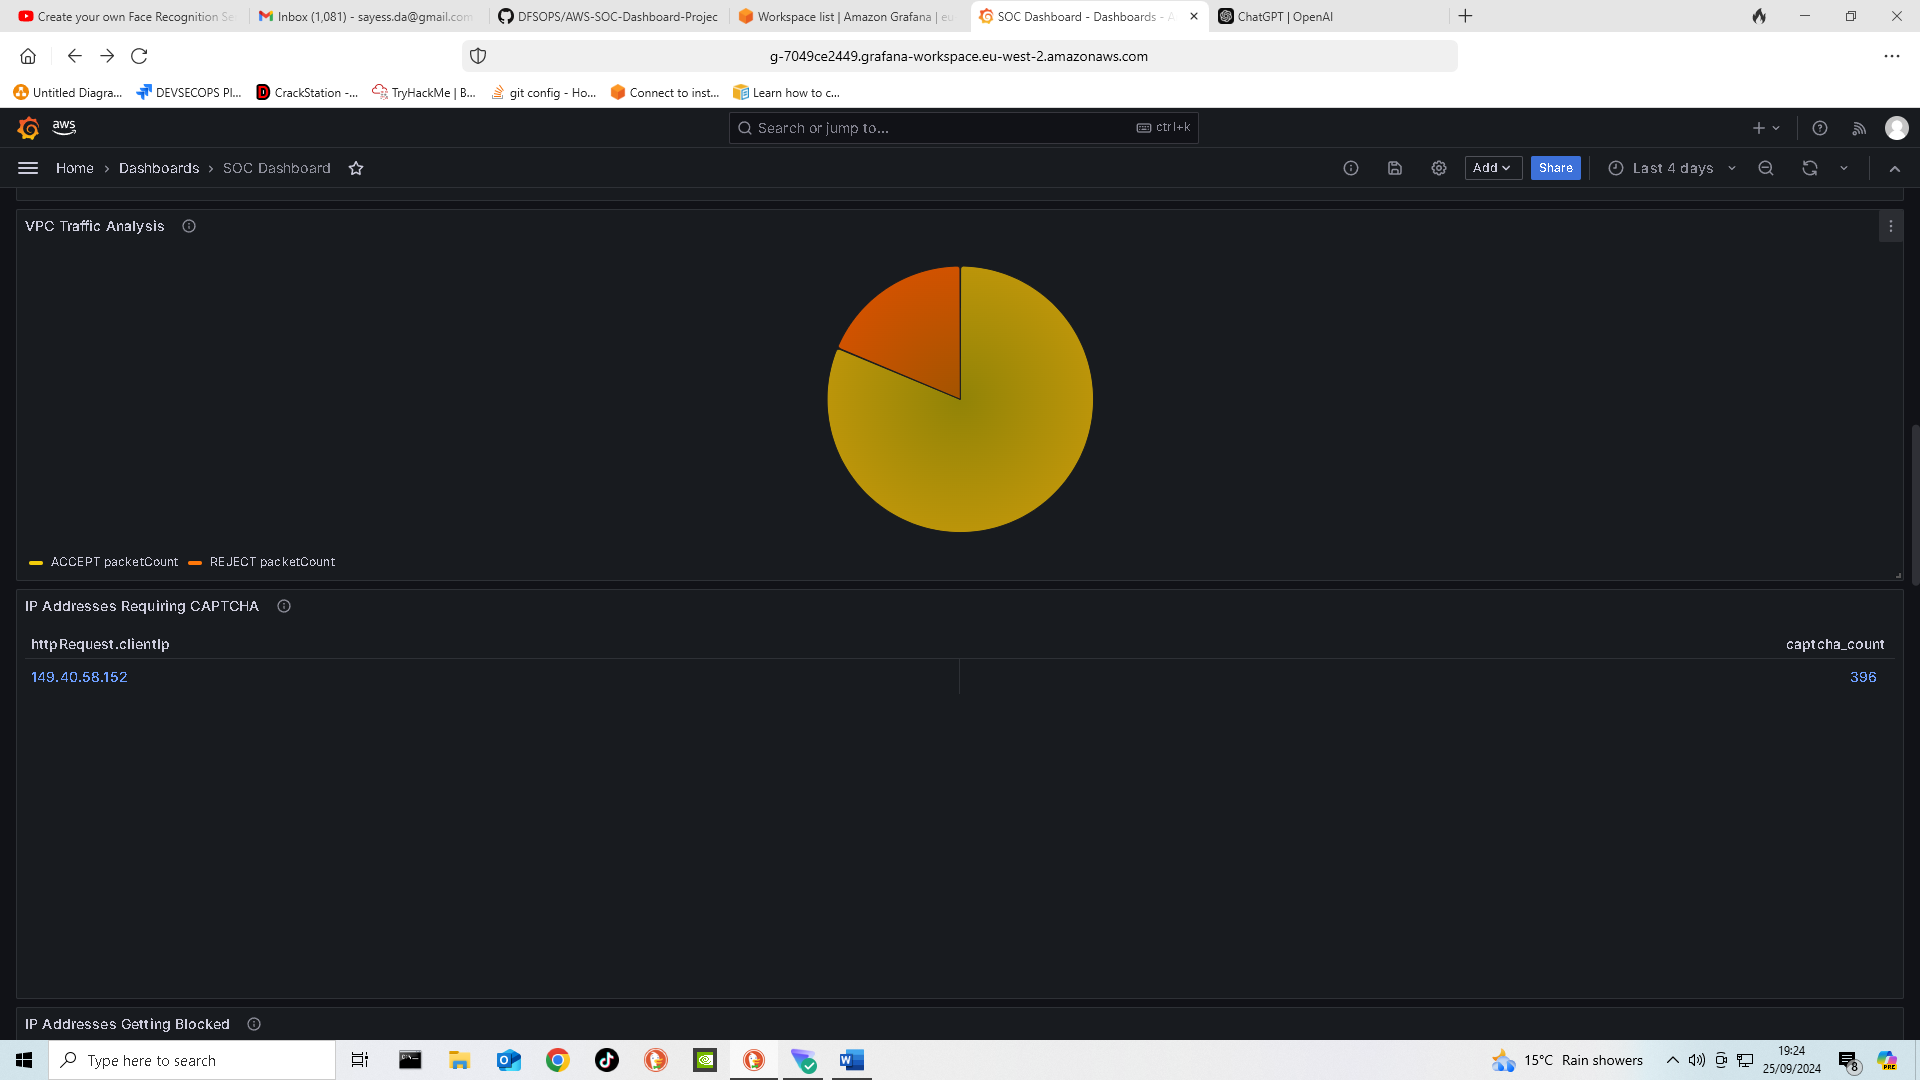 Create your own Face Recognition Se
Inbox (1,081) - sayess.da@gmail.com
DFSOPS/AWS-SOC-Dashboard-Projec
Workspace list | Amazon Grafana | eu
SOC Dashboard - Dashboards - A
ChatGPT | OpenAI
g-7049ce2449.grafana-workspace.eu-west-2.amazonaws.com
Untitled Diagra...
DEVSECOPS Pl...
CrackStation -...
TryHackMe | B...
git config - Ho...
Connect to inst...
Learn how to c...
aws
Search or jump to...
ctrl+k
Home › Dashboards › SOC Dashboard
Add
Share
Last 4 days
VPC Traffic Analysis
ACCEPT packetCount
REJECT packetCount
IP Addresses Requiring CAPTCHA
httpRequest.clientIp
captcha_count
149.40.58.152
396
IP Addresses Getting Blocked
Type here to search
15°C Rain showers
19:24
25/09/2024
8